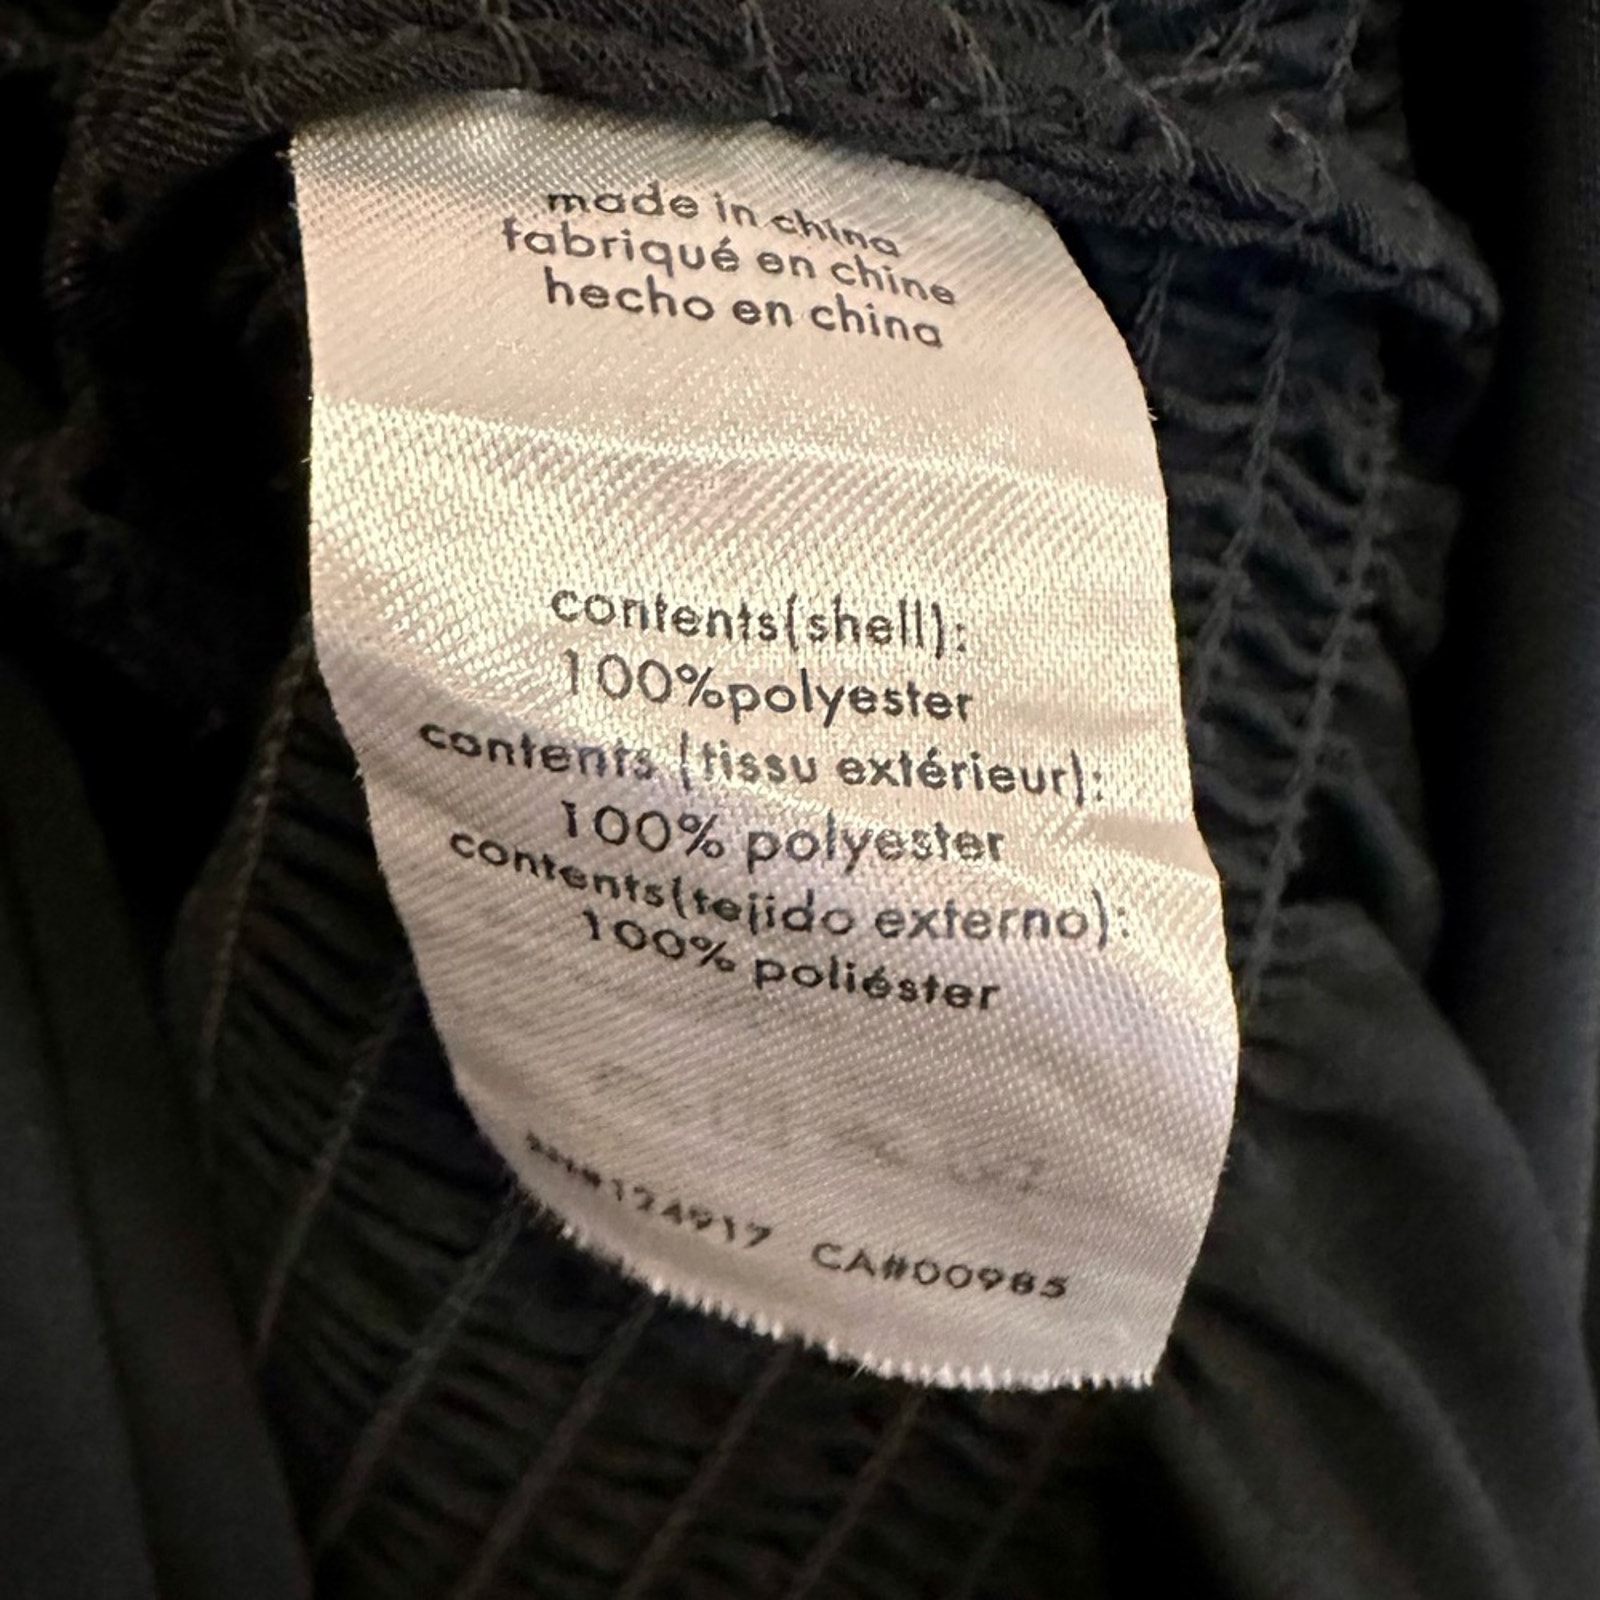 made in china
fabriqué en chine
hecho en china
contents(shell):
100%polyester
contents (tissu extérieur):
100% polyester
contents(tejido externo):
100% poliéster
CA#00985